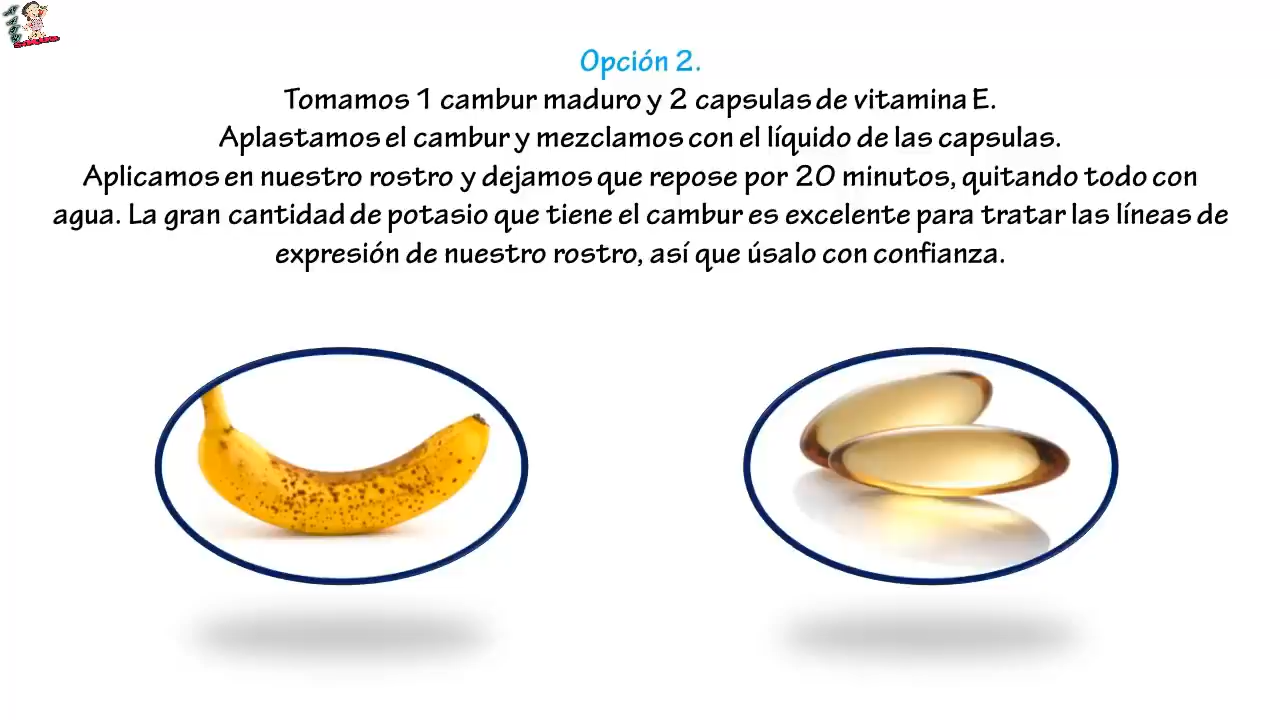 Opción 2.
Tomamos 1 cambur maduro y 2 capsulas de vitamina E.
Aplastamos el cambur y mezclamos con el líquido de las capsulas.
Aplicamos en nuestro rostro y dejamos que repose por 20 minutos, quitando todo con
agua. La gran cantidad de potasio que tiene el cambur es excelente para tratar las líneas de
expresión de nuestro rostro, así que úsalo con confianza.